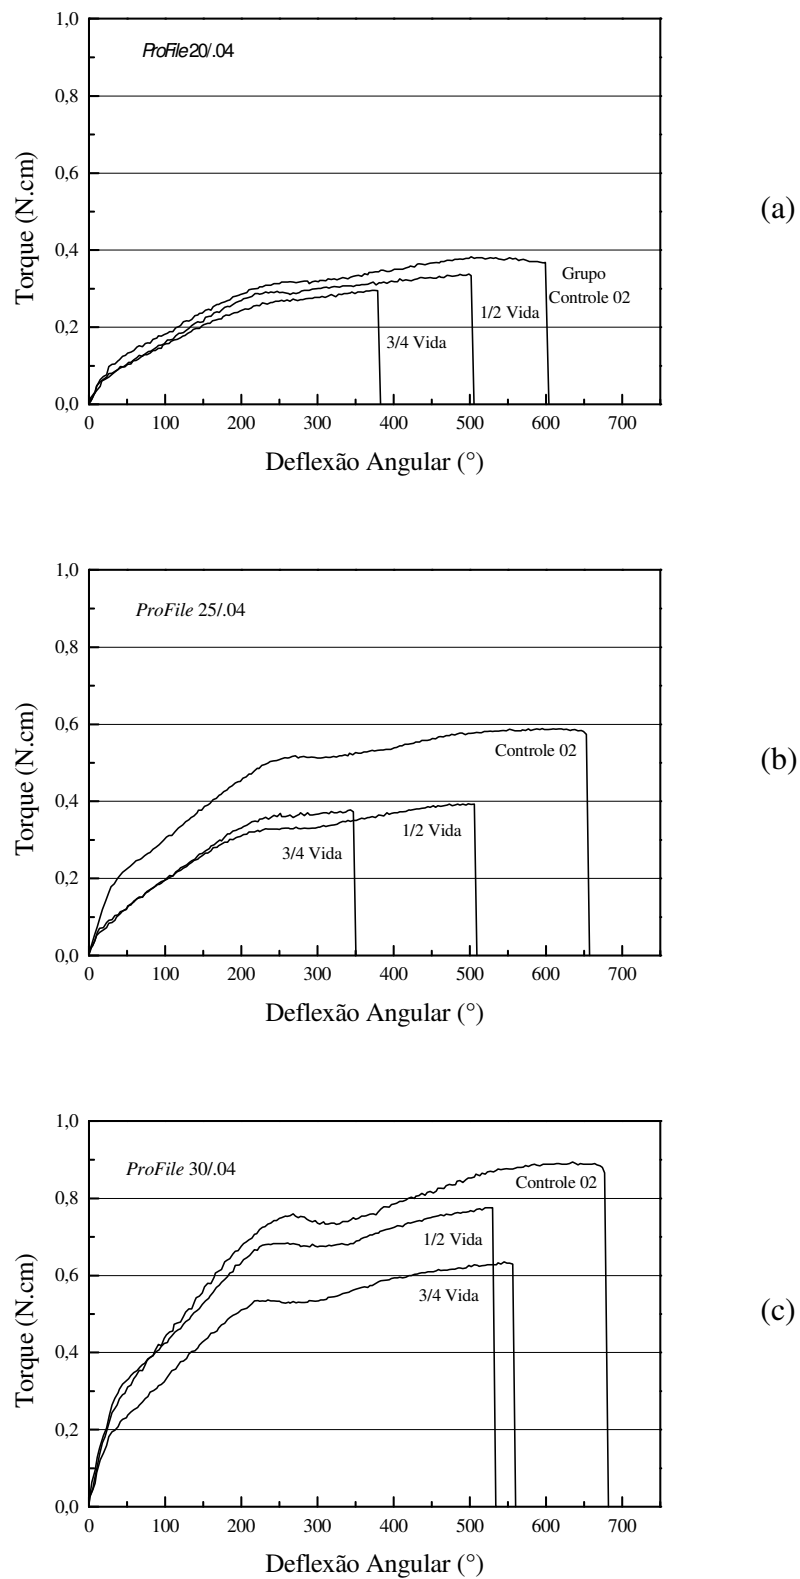 1,0
ProFile 20/.04
0,8
0,6
(a)
Torque (N.cm)
0,4
Grupo
Controle 02
1/2 Vida
3/4 Vida
0,2
0,0
0 100 200 300 400 500 600 700
Deflexão Angular (°)
1,0
ProFile 25/.04
0,8
0,6
Controle 02
(b)
Torque (N.cm)
0,4
1/2 Vida
3/4 Vida
0,2
0,0
0 100 200 300 400 500 600 700
Deflexão Angular (°)
1,0
ProFile 30/.04
Controle 02
0,8
1/2 Vida
0,6
3/4 Vida
(c)
Torque (N.cm)
0,4
0,2
0,0
0 100 200 300 400 500 600 700
Deflexão Angular (°)